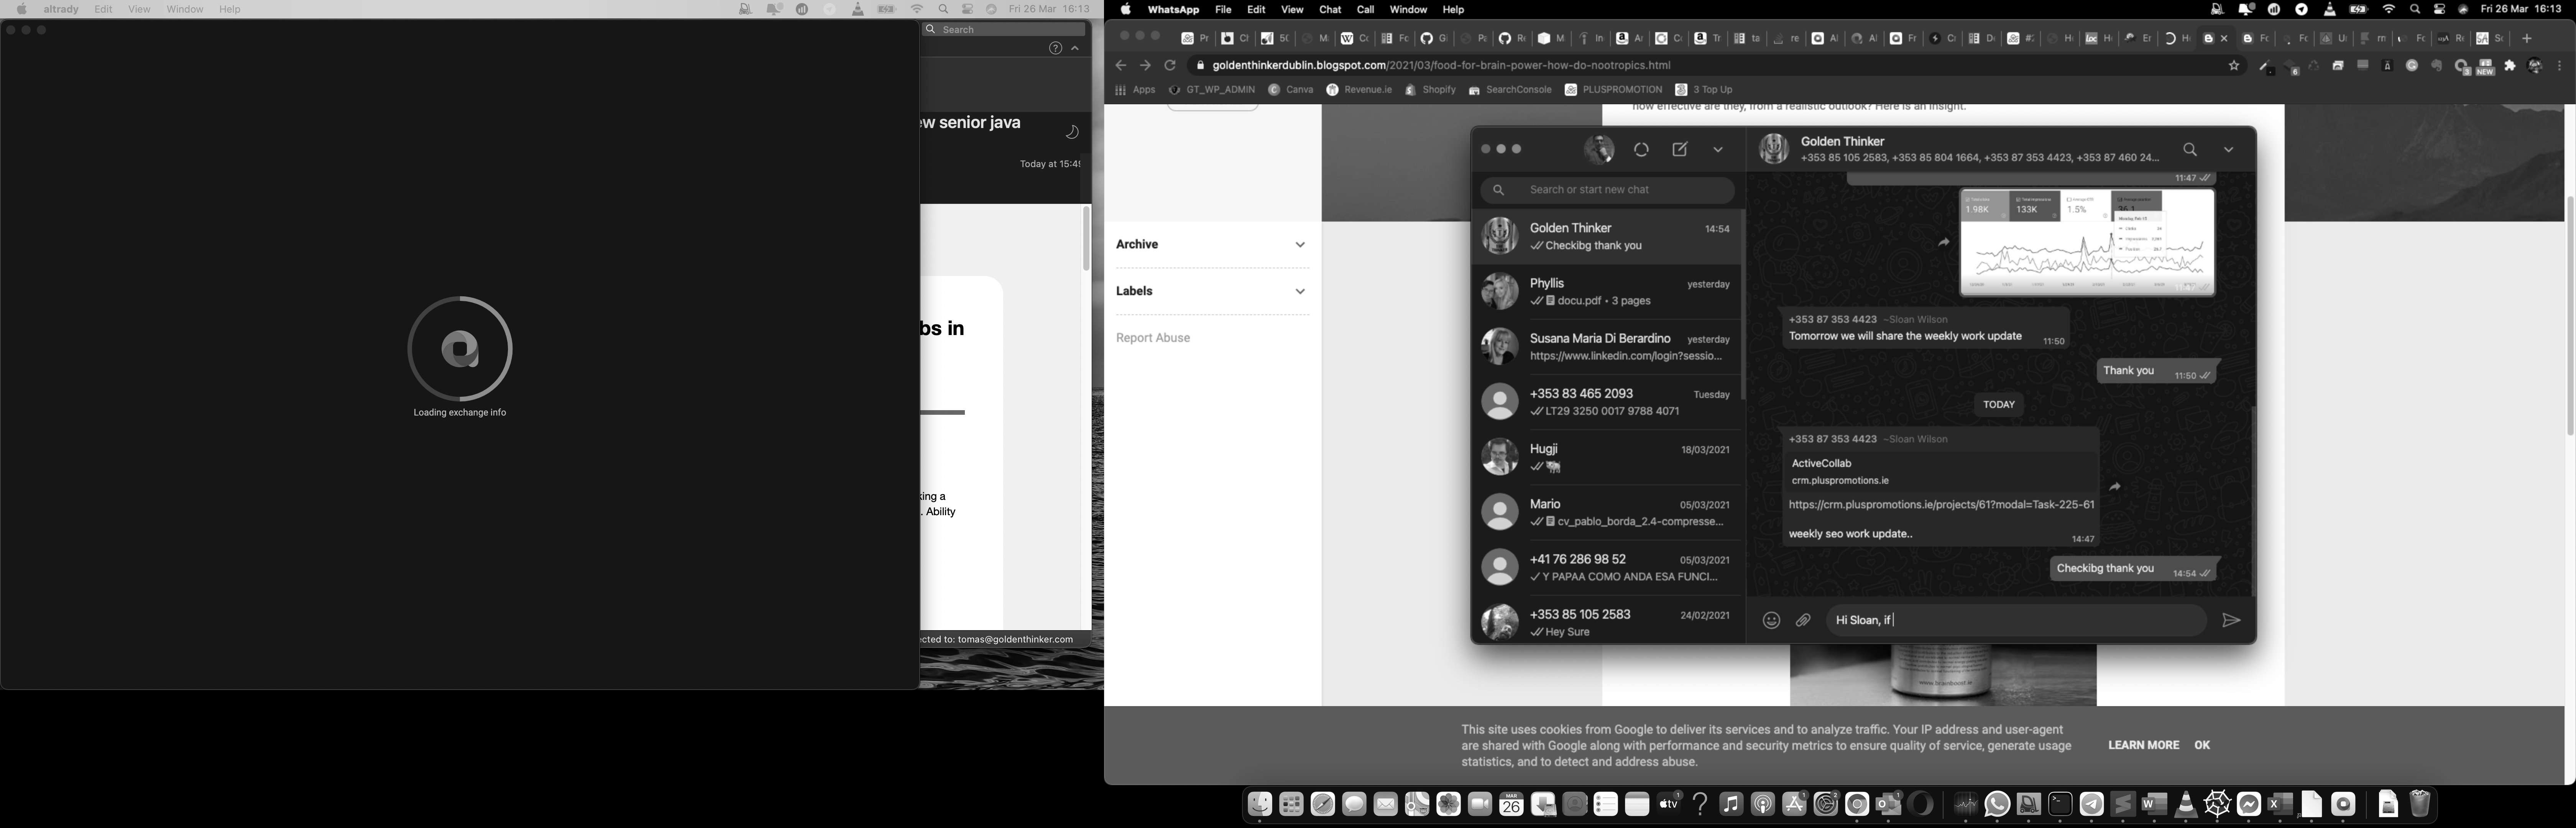 altrady Edit View Window Help Fri 26 Mar 16:13
Search
ew senior java
Today at 15:49
Loading exchange info
bs in
king a
. Ability
ected to: tomas@goldenthinker.com
WhatsApp File Edit View Chat Call Window Help Fri 26 Mar 16:13
goldenthinkerdublin.blogspot.com/2021/03/food-for-brain-power-how-do-nootropics.html
Apps GT_WP_ADMIN Canva Revenue.ie Shopify SearchConsole PLUSPROMOTION 3 Top Up
how effective are they, from a realistic outlook? Here is an insight.
Archive
Labels
Report Abuse
Search or start new chat
Golden Thinker 14:54
Checkibg thank you
Phyllis yesterday
docu.pdf • 3 pages
Susana Maria Di Berardino yesterday
https://www.linkedin.com/login?sessio...
+353 83 465 2093 Tuesday
LT29 3250 0017 9788 4071
Hugji 18/03/2021
Mario 05/03/2021
cv_pablo_borda_2.4-compresse...
+41 76 286 98 52 05/03/2021
Y PAPAA COMO ANDA ESA FUNCI...
+353 85 105 2583 24/02/2021
Hey Sure
Golden Thinker
+353 85 105 2583, +353 85 804 1664, +353 87 353 4423, +353 87 460 24...
11:47
1.98K 133K 1.5% 36.1
+353 87 353 4423 ~Sloan Wilson
Tomorrow we will share the weekly work update 11:50
Thank you 11:50
TODAY
+353 87 353 4423 ~Sloan Wilson
ActiveCollab
crm.pluspromotions.ie
https://crm.pluspromotions.ie/projects/61?modal=Task-225-61
weekly seo work update..
14:47
Checkibg thank you 14:54
Hi Sloan, if
www.brainboost.ie
This site uses cookies from Google to deliver its services and to analyze traffic. Your IP address and user-agent
are shared with Google along with performance and security metrics to ensure quality of service, generate usage
statistics, and to detect and address abuse.
LEARN MORE OK
MAR
26
tv